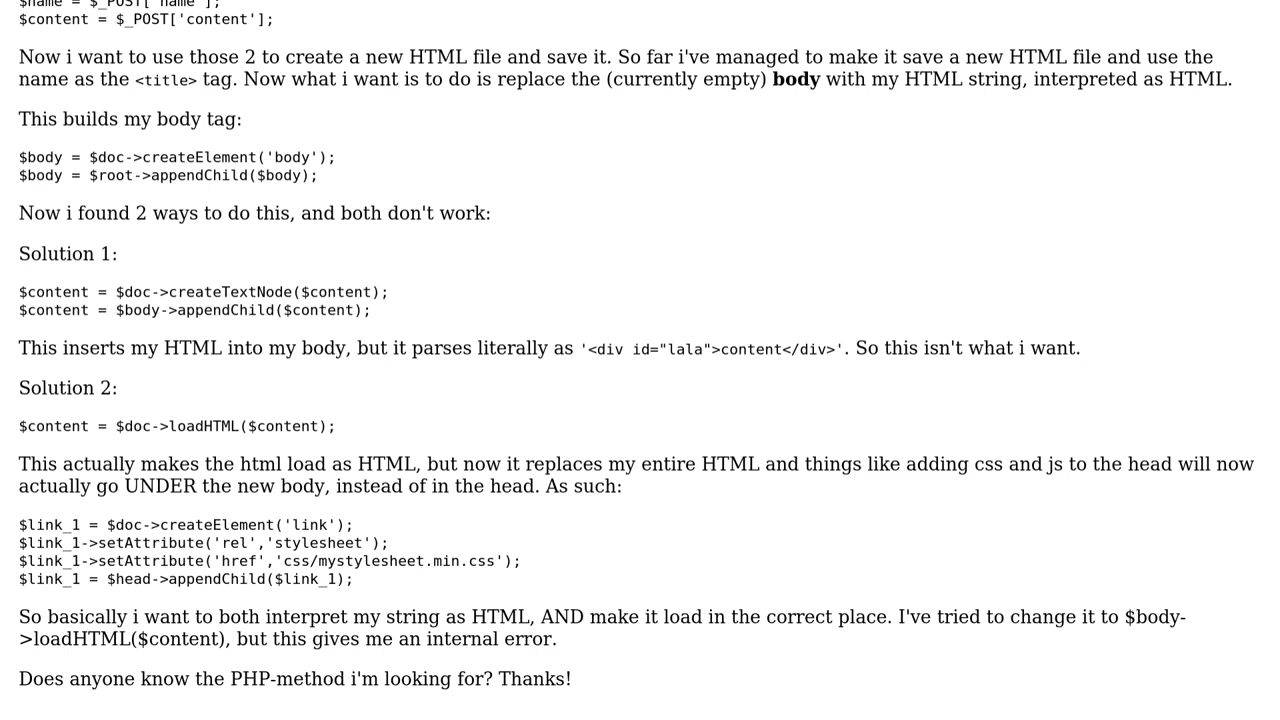 $name = $_POST['name'];
$content = $_POST['content'];
Now i want to use those 2 to create a new HTML file and save it. So far i've managed to make it save a new HTML file and use the
name as the <title> tag. Now what i want is to do is replace the (currently empty) body with my HTML string, interpreted as HTML.
This builds my body tag:
$body = $doc->createElement('body');
$body = $root->appendChild($body);
Now i found 2 ways to do this, and both don't work:
Solution 1:
$content = $doc->createTextNode($content);
$content = $body->appendChild($content);
This inserts my HTML into my body, but it parses literally as '<div id="lala">content</div>'. So this isn't what i want.
Solution 2:
$content = $doc->loadHTML($content);
This actually makes the html load as HTML, but now it replaces my entire HTML and things like adding css and js to the head will now
actually go UNDER the new body, instead of in the head. As such:
$link_1 = $doc->createElement('link');
$link_1->setAttribute('rel','stylesheet');
$link_1->setAttribute('href','css/mystylesheet.min.css');
$link_1 = $head->appendChild($link_1);
So basically i want to both interpret my string as HTML, AND make it load in the correct place. I've tried to change it to $body-
>loadHTML($content), but this gives me an internal error.
Does anyone know the PHP-method i'm looking for? Thanks!